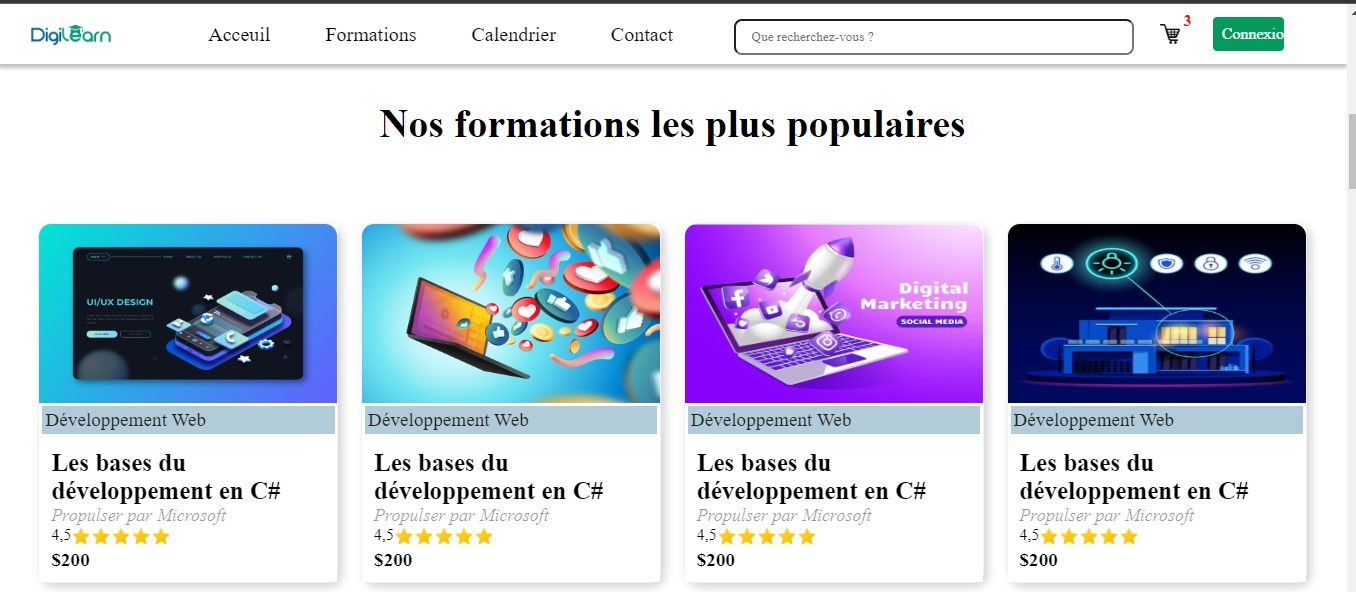 DigiLearn
Acceuil
Formations
Calendrier
Contact
Que recherchez-vous ?
3
Connexio
Nos formations les plus populaires
UI/UX DESIGN
Digital
Marketing
SOCIAL MEDIA
Développement Web
Développement Web
Développement Web
Développement Web
Les bases du
développement en C#
Propulser par Microsoft
4,5
$200
Les bases du
développement en C#
Propulser par Microsoft
4,5
$200
Les bases du
développement en C#
Propulser par Microsoft
4,5
$200
Les bases du
développement en C#
Propulser par Microsoft
4,5
$200